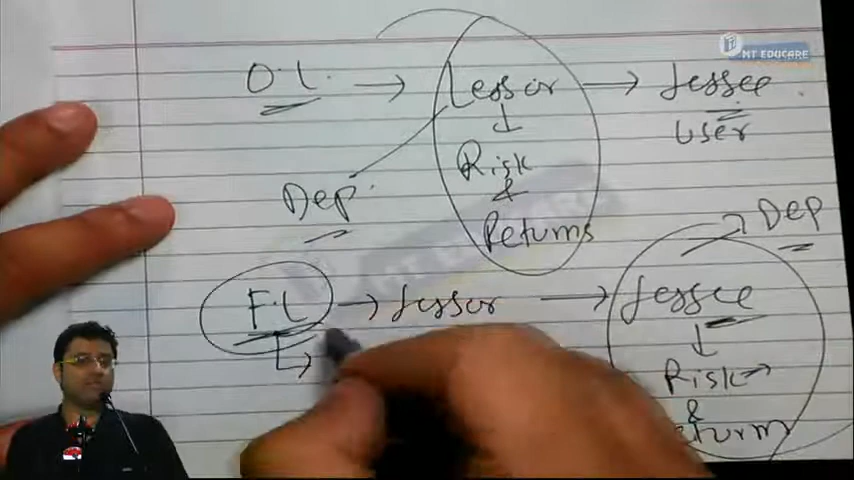 MT EDUCARE
O.L. → Lessor → Lessee
User
Risk
&
Returns
Dep.
Dep
F.L → Lessor → Lessee
Risk
&